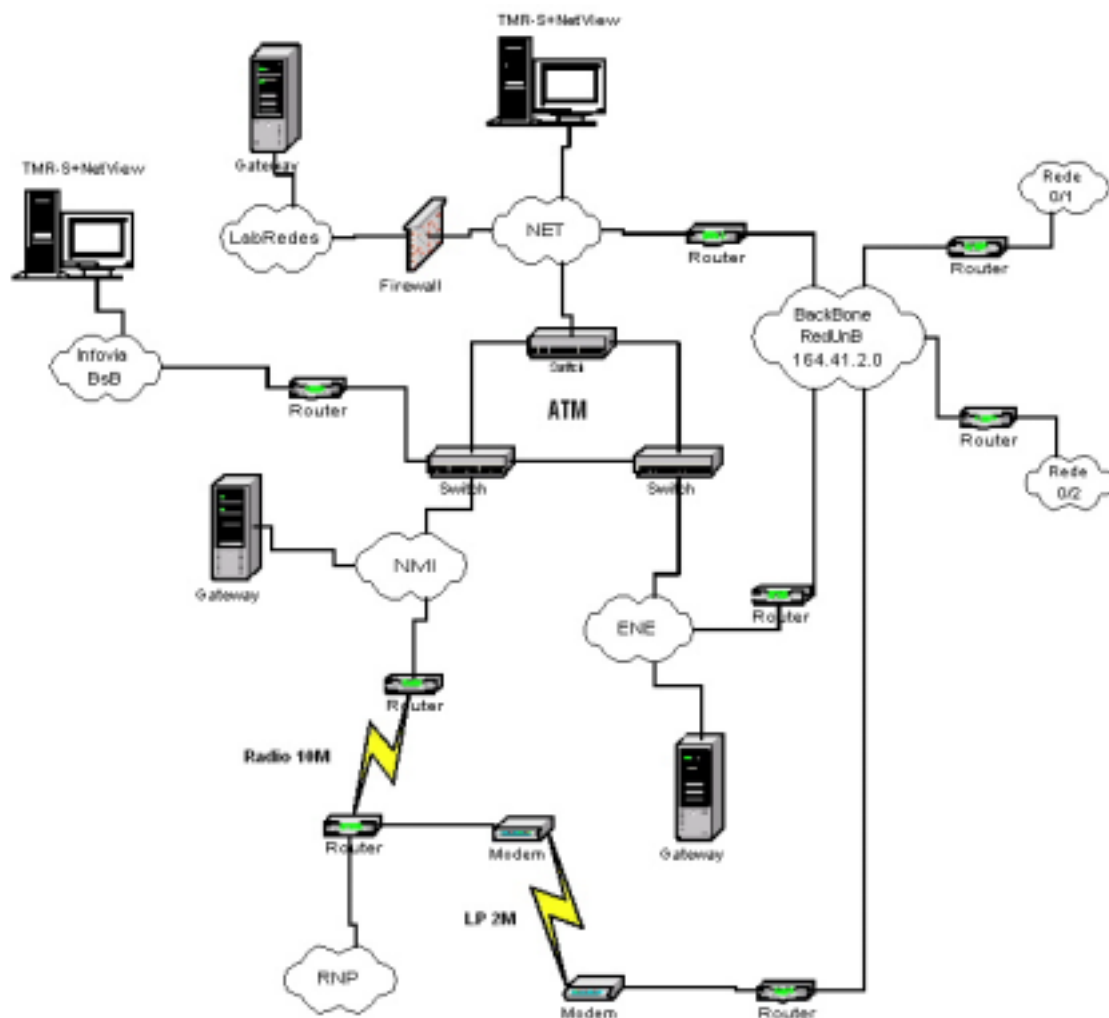 TMR-S+NetView
Gateway
TMR-S+NetView
LabRedes
Firewall
NET
Router
Rede
0/1
Router
BackBone
RedUnB
164.41.2.0
Infovia
BsB
Router
Switch
ATM
Switch
Switch
Router
Rede
0/2
Gateway
NMI
ENE
Router
Router
Radio 10M
Router
Modem
Gateway
LP 2M
RNP
Modem
Router